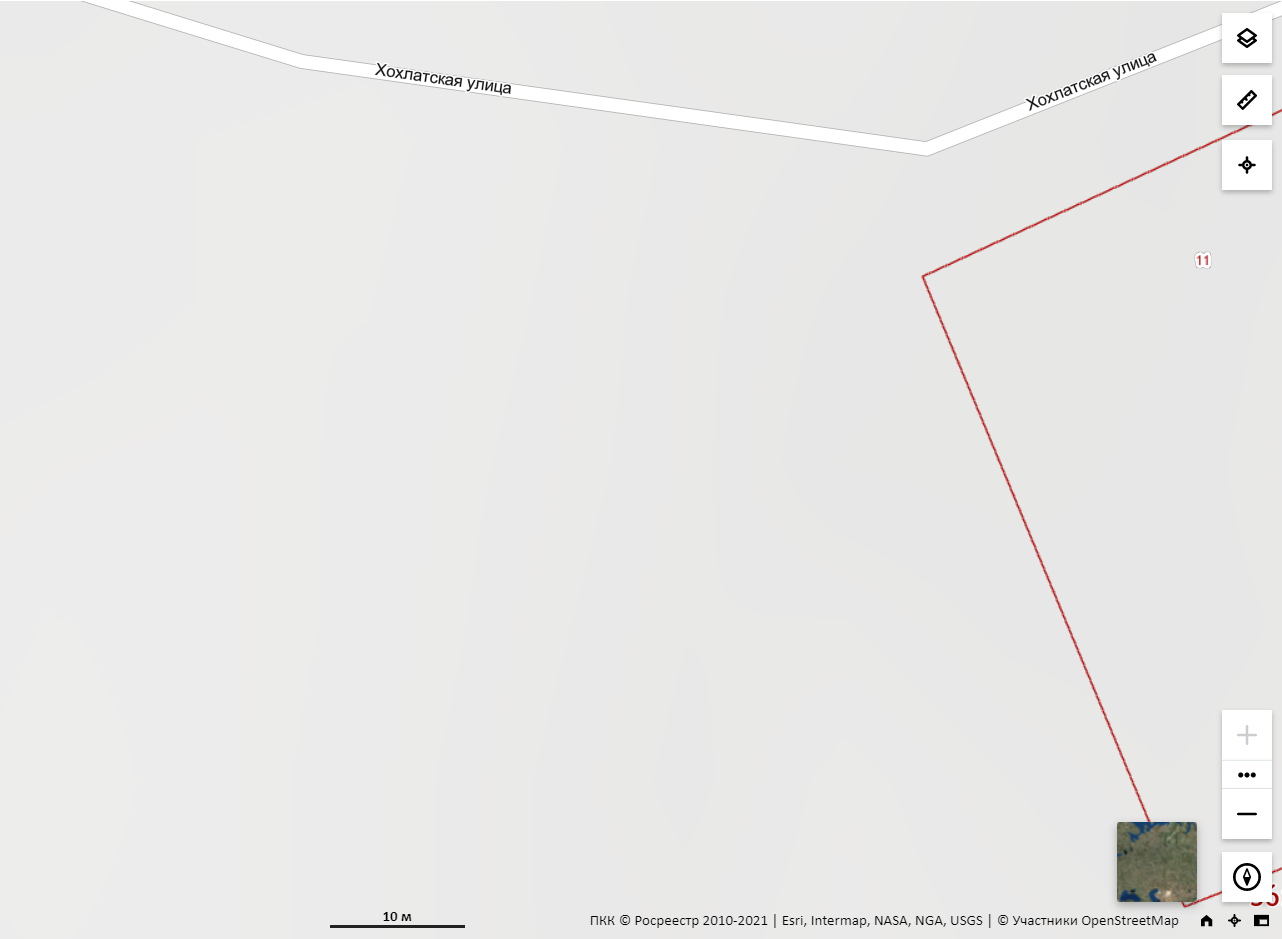 Хохлатская улица
Хохлатская улица
11
10 м
ПКК © Росреестр 2010-2021 | Esri, Intermap, NASA, NGA, USGS | © Участники OpenStreetMap